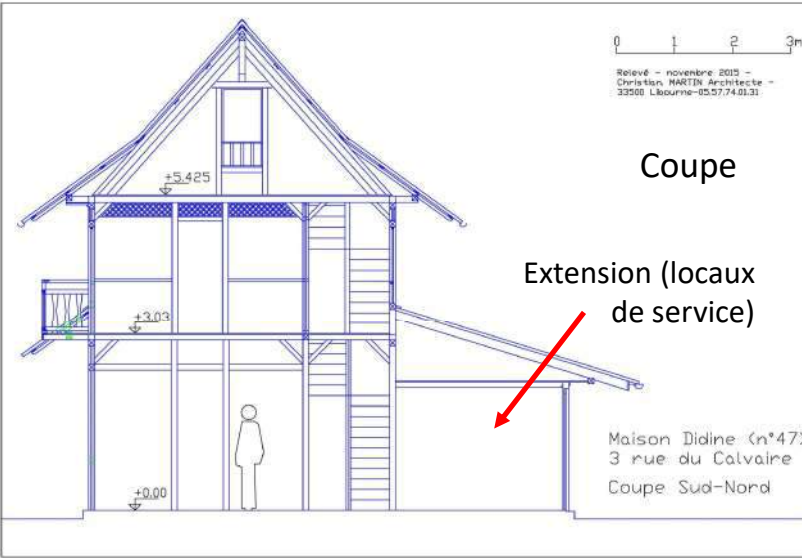 0 1 2 3m
Relevé - novembre 2015 -
Christian MARTIN Architecte -
33500 Libourne-05.57.74.01.31
Coupe
+5.425
Extension (locaux
de service)
+3.03
Maison Didine (n°473
3 rue du Calvaire
+0.00
Coupe Sud-Nord